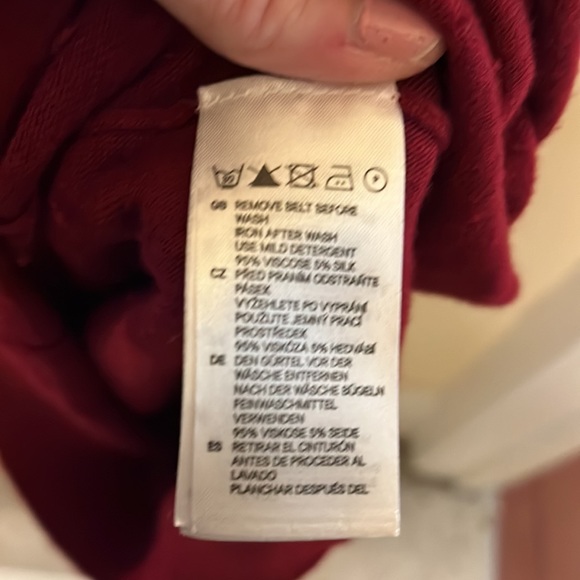 GB REMOVE BELT BEFORE
WASH
IRON AFTER WASH
USE MILD DETERGENT
95% VISCOSE 5% SILK
CZ PŘED PRANÍM ODSTRAŇTE
PÁSEK
VYŽEHLETE PO VYPRÁNÍ
POUŽIJTE JEMNÝ PRACÍ
PROSTŘEDEK
95% VISKÓZA 5% HEDVÁBÍ
DE DEN GÜRTEL VOR DER
WÄSCHE ENTFERNEN
NACH DER WÄSCHE BÜGELN
FEINWASCHMITTEL
VERWENDEN
95% VISKOSE 5% SEIDE
ES RETIRAR EL CINTURÓN
ANTES DE PROCEDER AL
LAVADO
PLANCHAR DESPUÉS DEL